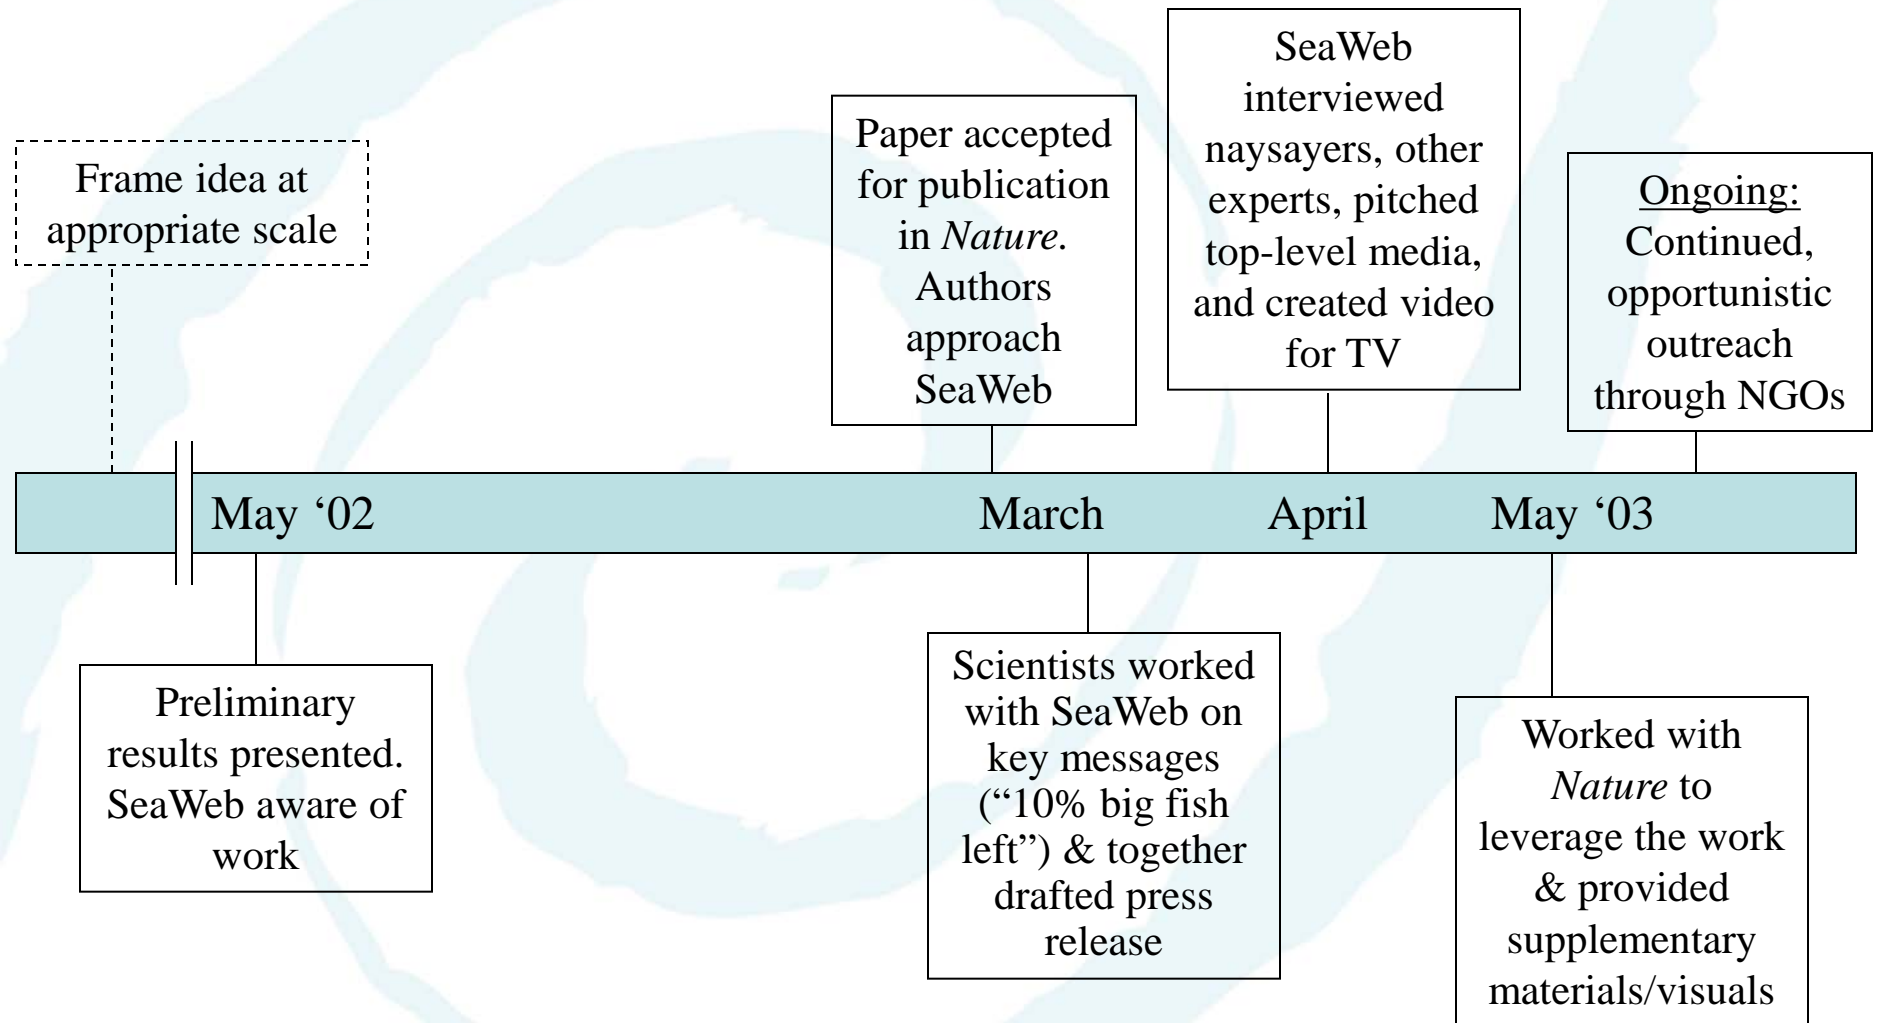 Frame idea at
appropriate scale
Paper accepted
for publication
in Nature.
Authors
approach
SeaWeb
SeaWeb
interviewed
naysayers, other
experts, pitched
top-level media,
and created video
for TV
Ongoing:
Continued,
opportunistic
outreach
through NGOs
May ‘02
March
April
May ‘03
Preliminary
results presented.
SeaWeb aware of
work
Scientists worked
with SeaWeb on
key messages
(“10% big fish
left”) & together
drafted press
release
Worked with
Nature to
leverage the work
& provided
supplementary
materials/visuals